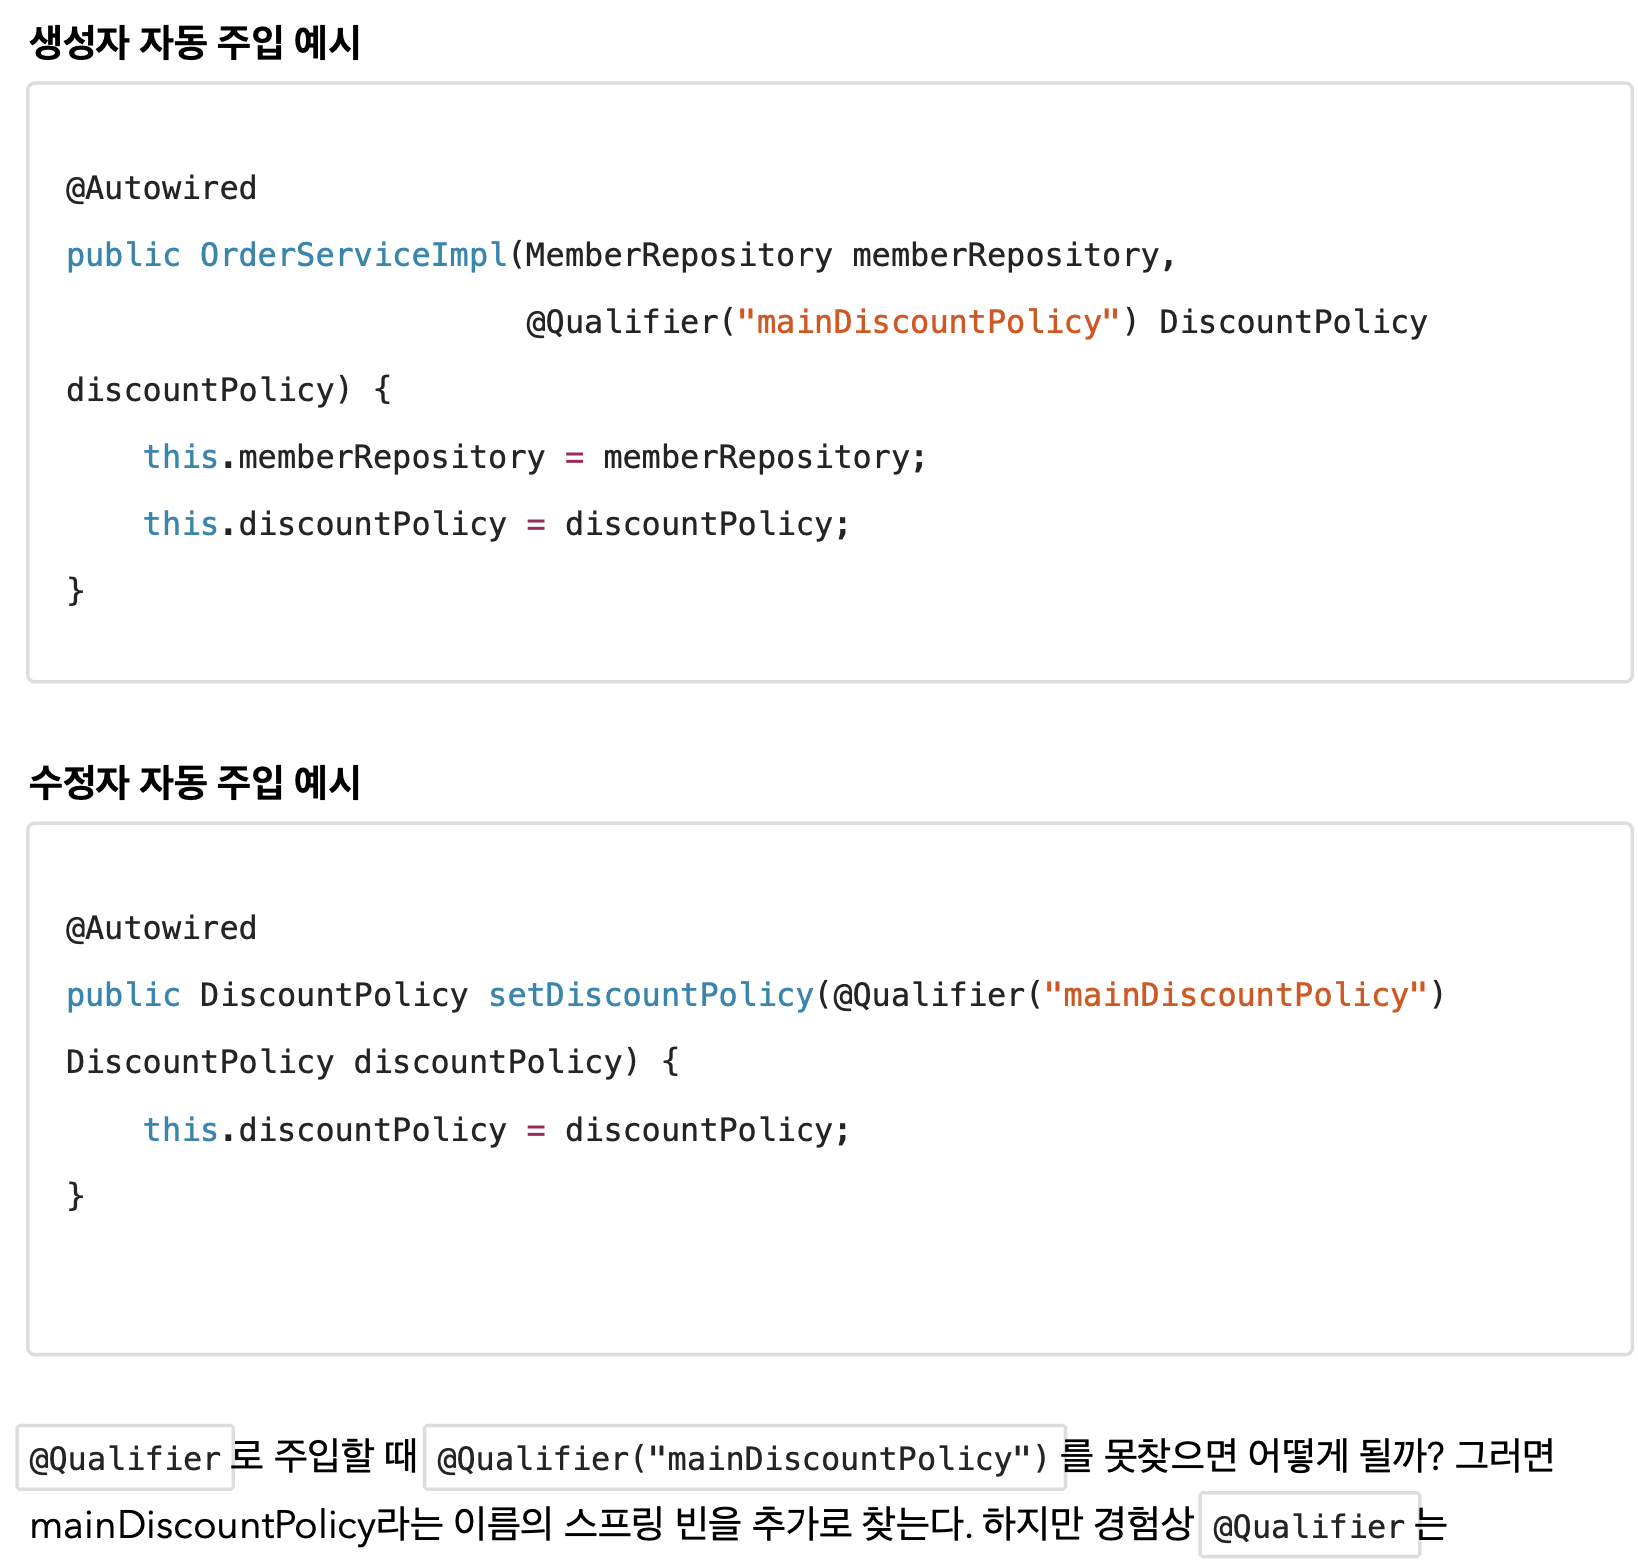 생성자 자동 주입 예시
@Autowired
public OrderServiceImpl(MemberRepository memberRepository,
@Qualifier("mainDiscountPolicy") DiscountPolicy
discountPolicy) {
this.memberRepository = memberRepository;
this.discountPolicy = discountPolicy;
}
수정자 자동 주입 예시
@Autowired
public DiscountPolicy setDiscountPolicy(@Qualifier("mainDiscountPolicy")
DiscountPolicy discountPolicy) {
this.discountPolicy = discountPolicy;
}
@Qualifier 로 주입할 때 @Qualifier("mainDiscountPolicy") 를 못찾으면 어떻게 될까? 그러면
mainDiscountPolicy라는 이름의 스프링 빈을 추가로 찾는다. 하지만 경험상 @Qualifier 는